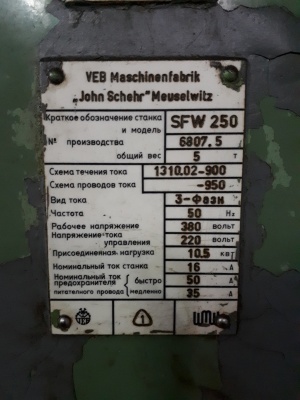 VEB Maschinenfabrik
„John Schehr" Meuselwitz
Краткое обозначение станка и модель SFW 250
№ производства 6807.5
общий вес 5 т
Схема течения тока 1310.02-900
Схема проводов тока -950
Вид тока 3-Фазн
Частота 50 Hz
Рабочее напряжение 380 вольт
Напряжение-тока управления 220 вольт
Присоединенная нагрузка 10.5 квт
Номинальный ток станка 16 А
Номинальный ток предохранителя быстро 50 А
питательного провода медленно 35 А